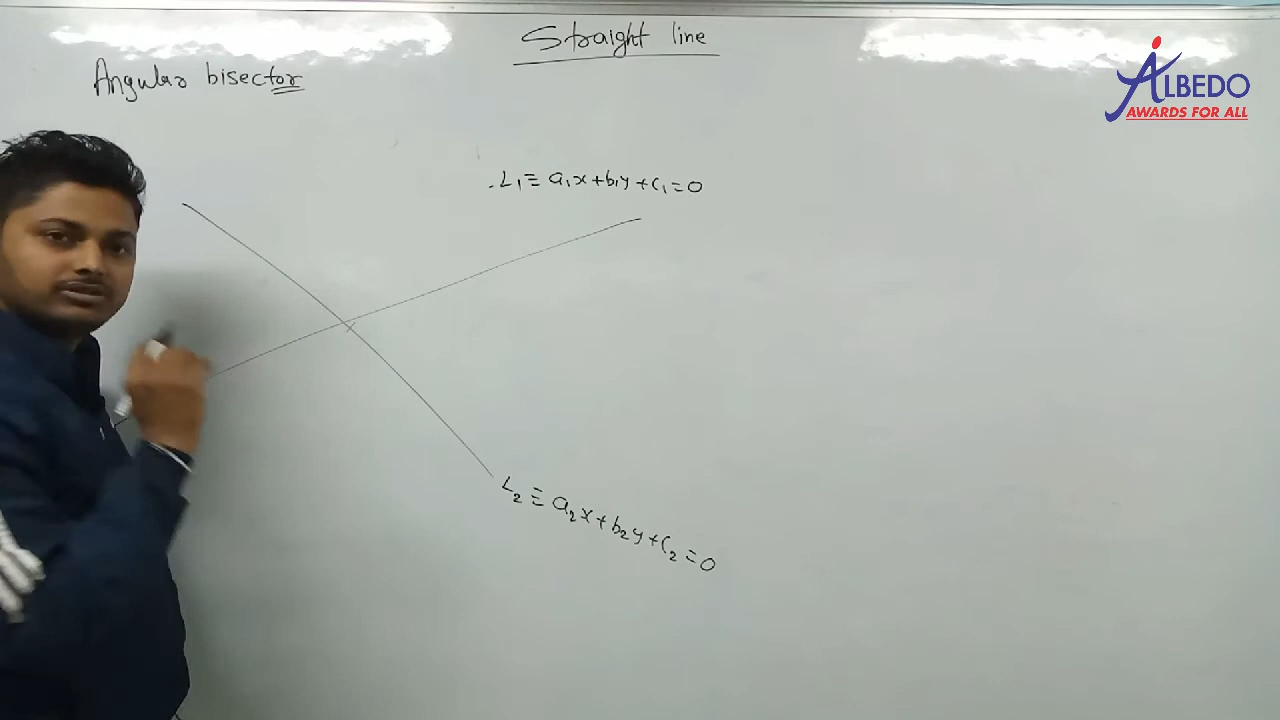 Straight line
Angular bisector
ALBEDO
AWARDS FOR ALL
L₁ ≡ a₁x+b₁y+c₁=0
L₂ ≡ a₂x+b₂y+c₂=0